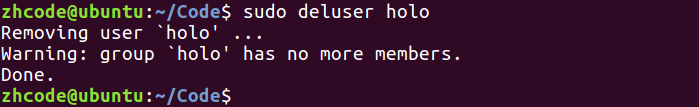 zhcode@ubuntu:~/Code$ sudo deluser holo
Removing user `holo' ...
Warning: group `holo' has no more members.
Done.
zhcode@ubuntu:~/Code$